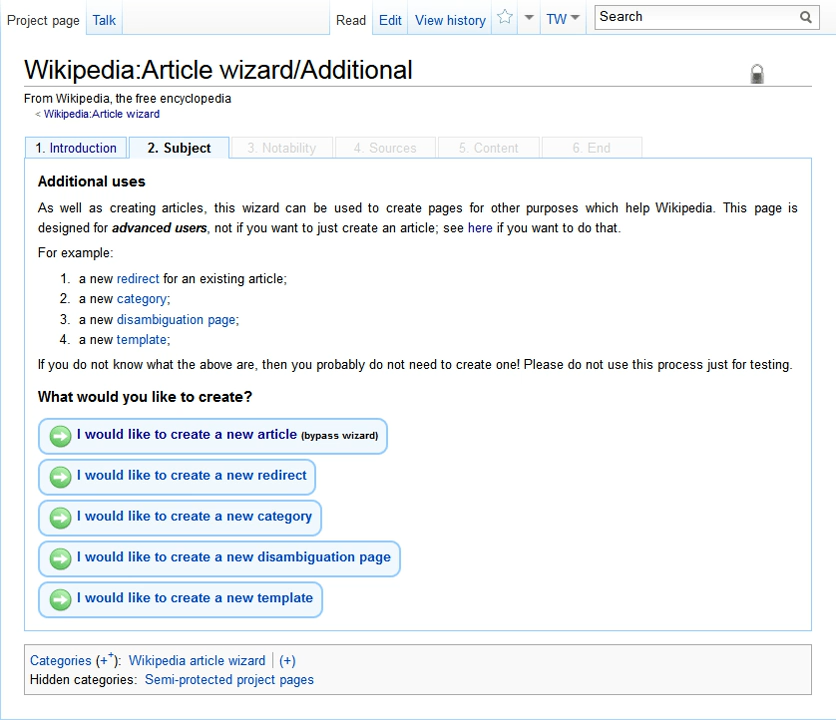 Project page Talk Read Edit View history TW Search
Wikipedia:Article wizard/Additional
From Wikipedia, the free encyclopedia
< Wikipedia:Article wizard
1. Introduction 2. Subject 3. Notability 4. Sources 5. Content 6. End
Additional uses
As well as creating articles, this wizard can be used to create pages for other purposes which help Wikipedia. This page is
designed for advanced users, not if you want to just create an article; see here if you want to do that.
For example:
1. a new redirect for an existing article;
2. a new category;
3. a new disambiguation page;
4. a new template;
If you do not know what the above are, then you probably do not need to create one! Please do not use this process just for testing.
What would you like to create?
I would like to create a new article (bypass wizard)
I would like to create a new redirect
I would like to create a new category
I would like to create a new disambiguation page
I would like to create a new template
Categories (+⁺): Wikipedia article wizard | (+)
Hidden categories: Semi-protected project pages